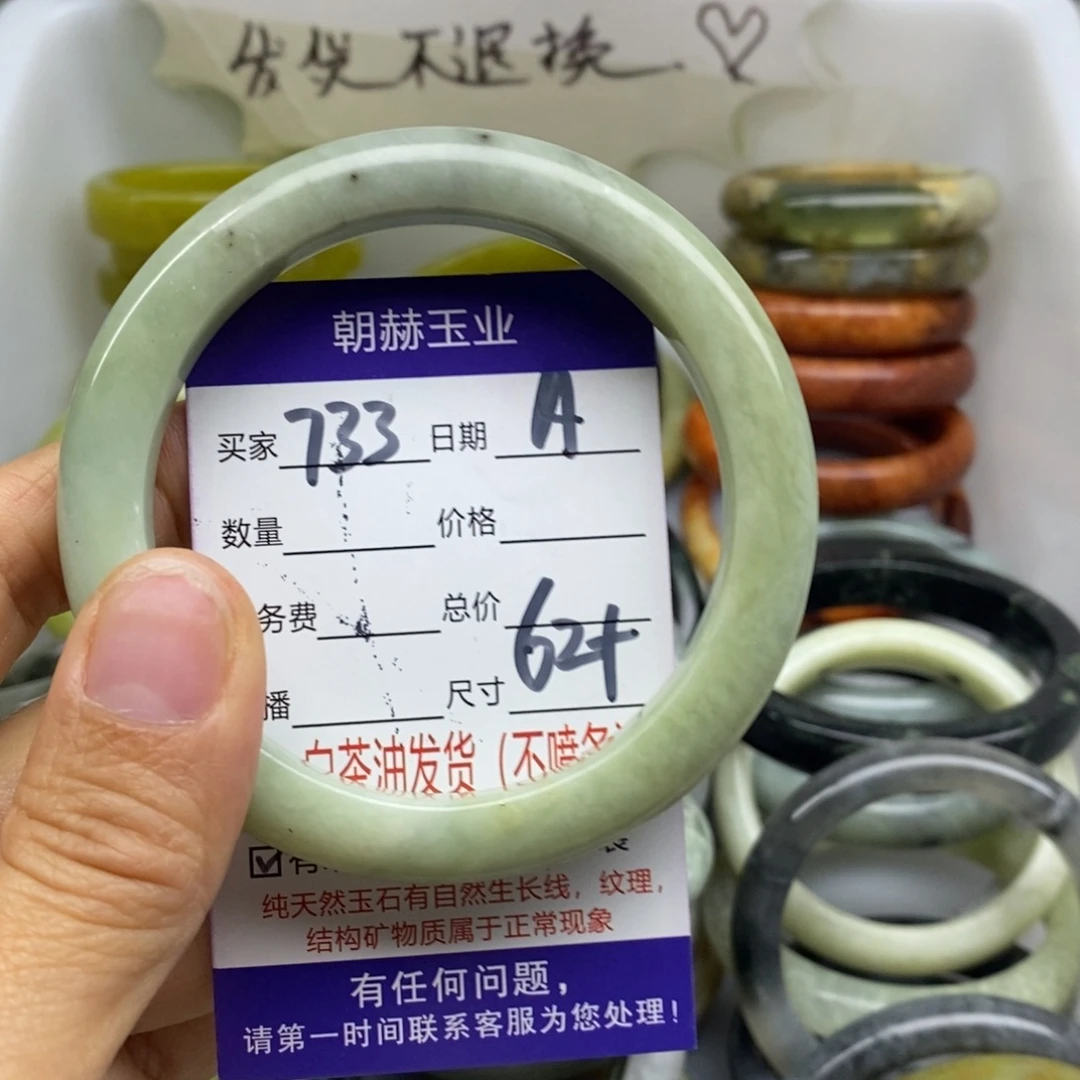 发货不退换.
朝赫玉业
买家 733 日期 A
数量 价格
务费 总价
播 尺寸 62+
白茶油发货（不喷
纯天然玉石有自然生长线，纹理，
结构矿物质属于正常现象
有任何问题，
请第一时间联系客服为您处理！